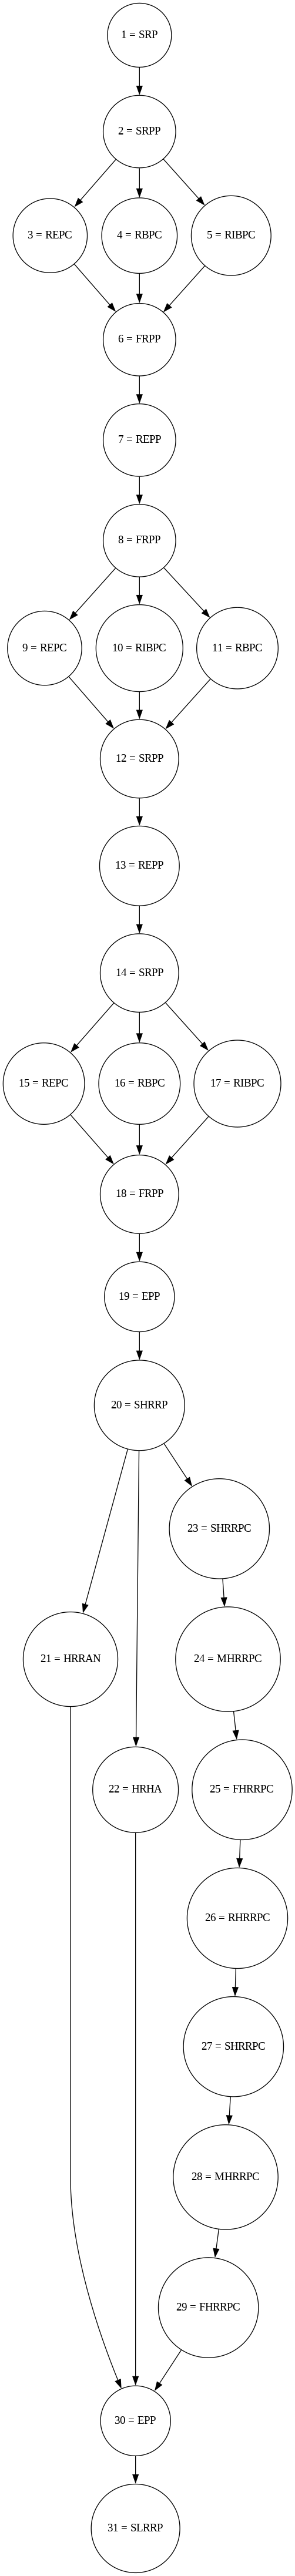 1 = SRP
2 = SRPP
3 = REPC
4 = RBPC
5 = RIBPC
6 = FRPP
7 = REPP
8 = FRPP
9 = REPC
10 = RIBPC
11 = RBPC
12 = SRPP
13 = REPP
14 = SRPP
15 = REPC
16 = RBPC
17 = RIBPC
18 = FRPP
19 = EPP
20 = SHRRP
23 = SHRRPC
21 = HRRAN
24 = MHRRPC
22 = HRHA
25 = FHRRPC
26 = RHRRPC
27 = SHRRPC
28 = MHRRPC
29 = FHRRPC
30 = EPP
31 = SLRRP